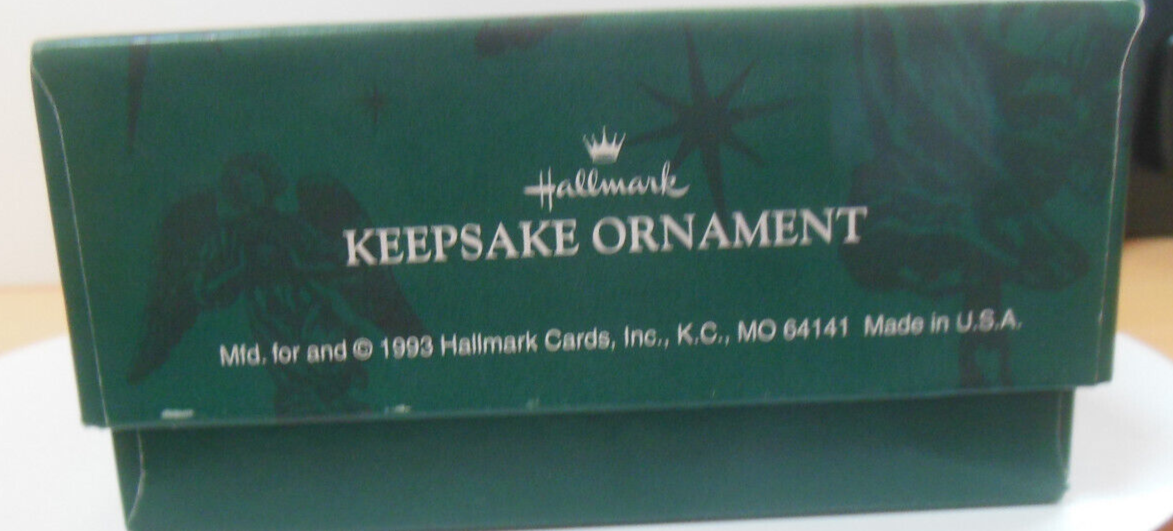 Hallmark
KEEPSAKE ORNAMENT
Mfd. for and © 1993 Hallmark Cards, Inc., K.C., MO 64141 Made in U.S.A.